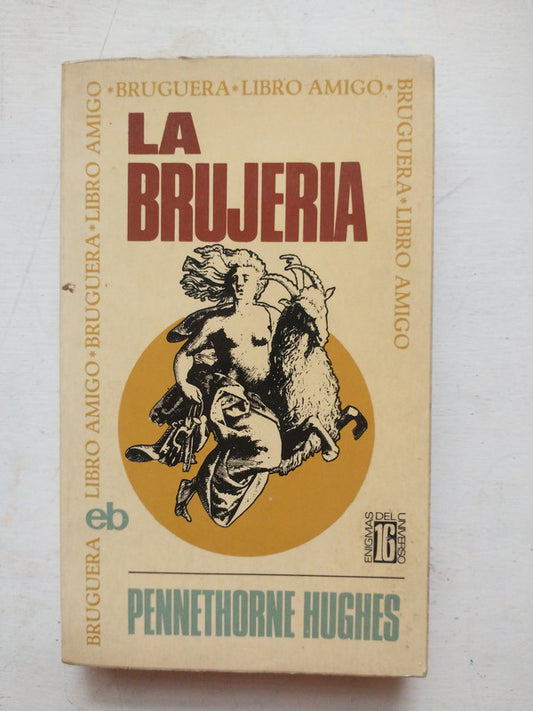 *BRUGUERA*LIBRO AMIGO*
BRUGUERA*LIBRO AMIGO
BRUGUERA eb LIBRO AMIGO*BRUGUERA*LIBRO AMIGO
LA
BRUJERIA
ENIGMAS
DEL
16
UNIVERSO
PENNETHORNE HUGHES